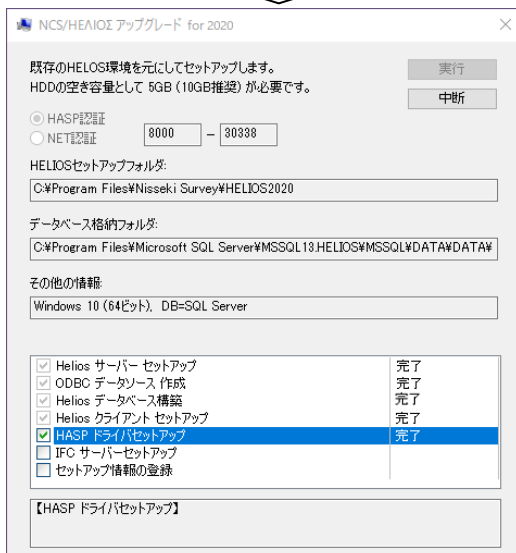 NCS/HEΛIOΣ アップグレード for 2020
既存のHELOS環境を元にしてセットアップします。
HDDの空き容量として 5GB (10GB推奨) が必要です。
実行
中断
HASP認証
NET認証
8000 － 30338
HELIOSセットアップフォルダ:
C:¥Program Files¥Nisseki Survey¥HELIOS2020
データベース格納フォルダ:
C:¥Program Files¥Microsoft SQL Server¥MSSQL13.HELIOS¥MSSQL¥DATA¥DATA¥
その他の情報:
Windows 10 (64ビット), DB=SQL Server
Helios サーバー セットアップ 完了
ODBC データソース 作成 完了
Helios データベース構築 完了
Helios クライアント セットアップ 完了
HASP ドライバセットアップ 完了
IFC サーバーセットアップ
セットアップ情報の登録
【HASP ドライバセットアップ】